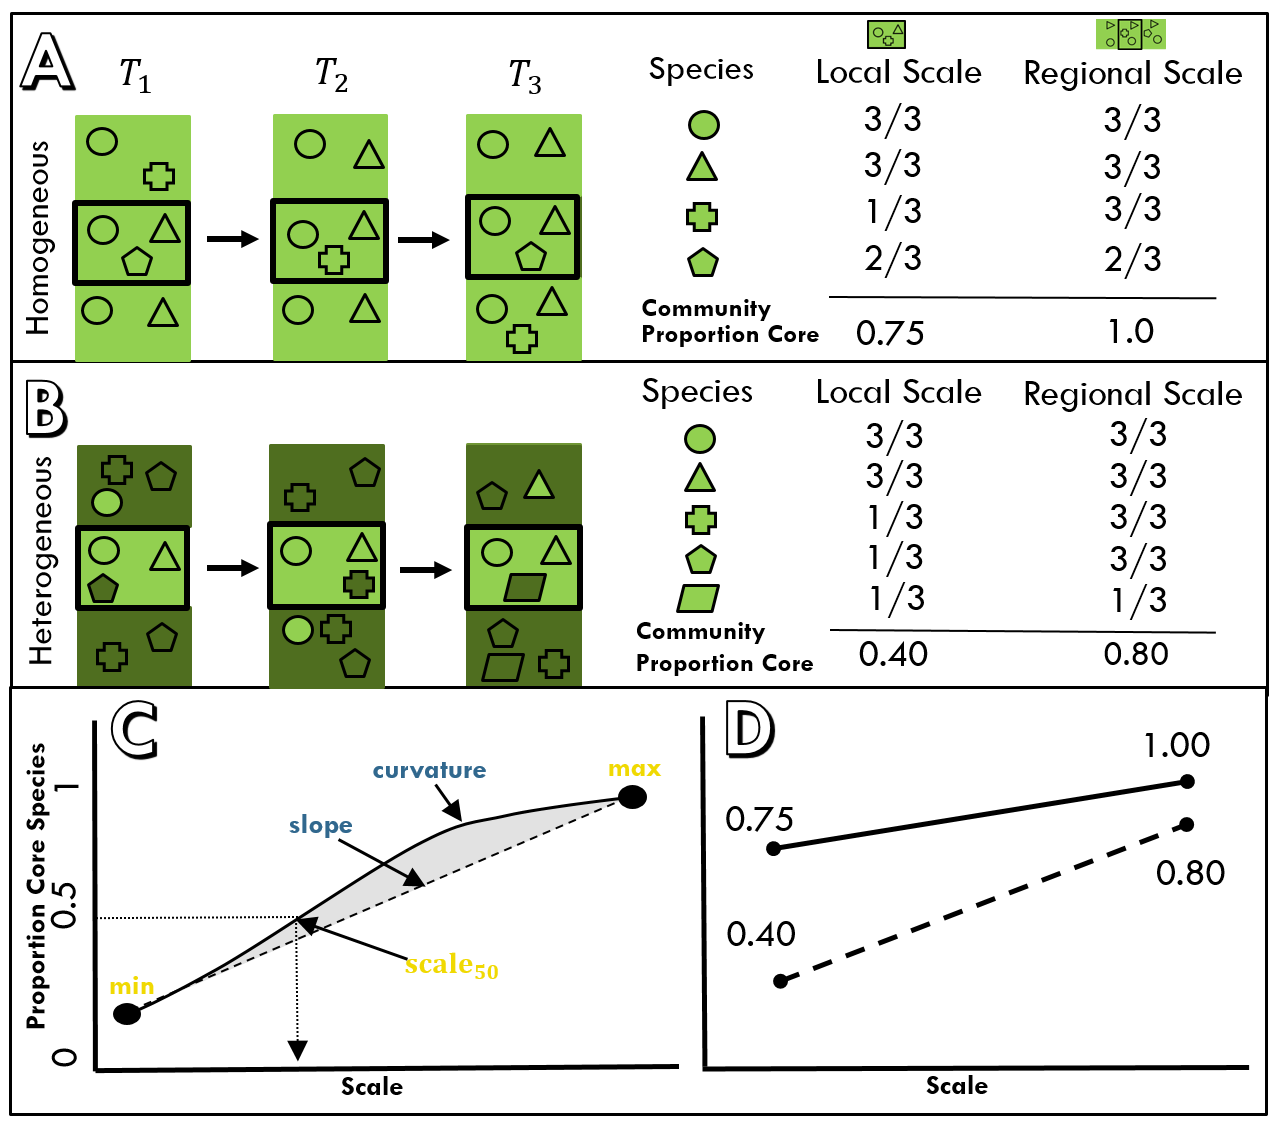 A
T1
T2
T3
Species
Local Scale
Regional Scale
Homogeneous
3/3
3/3
3/3
3/3
1/3
3/3
2/3
2/3
Community
Proportion Core
0.75
1.0
B
Species
Local Scale
Regional Scale
Heterogeneous
3/3
3/3
3/3
3/3
1/3
3/3
1/3
3/3
1/3
1/3
Community
Proportion Core
0.40
0.80
C
Proportion Core Species
1
0.5
0
curvature
max
slope
scale50
min
Scale
D
1.00
0.75
0.80
0.40
Scale